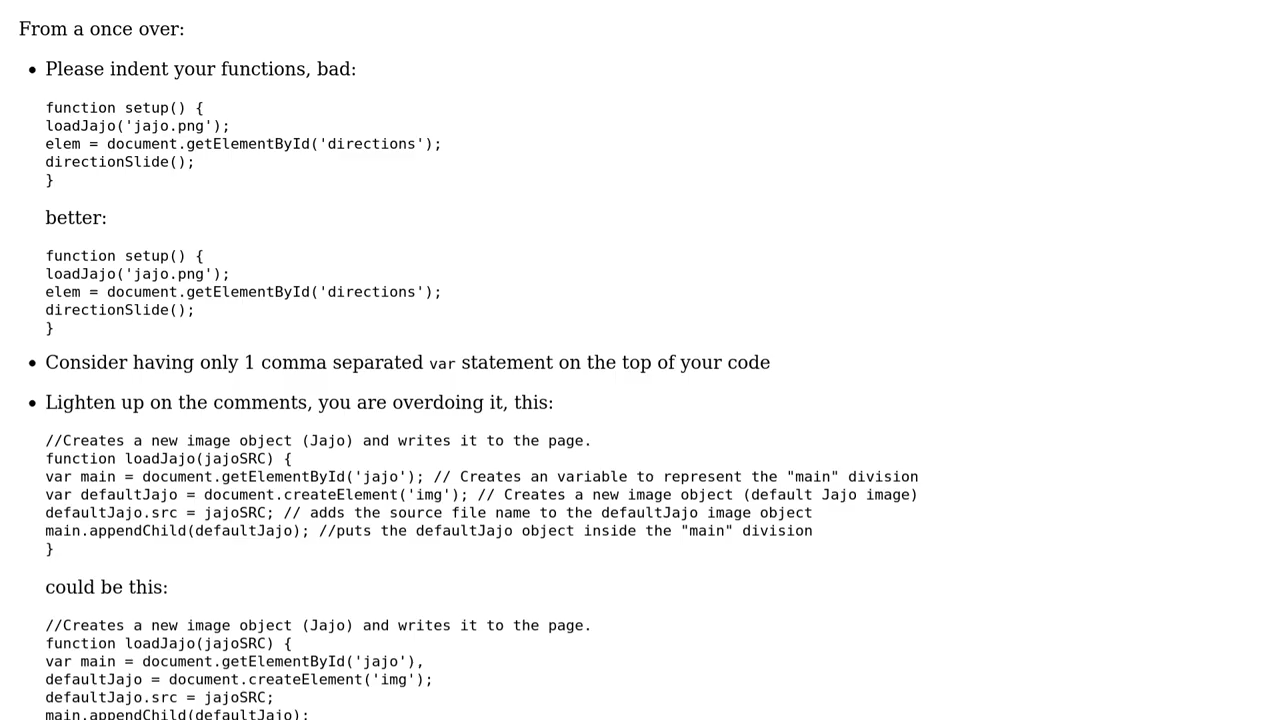 From a once over:
Please indent your functions, bad:
function setup() {
loadJajo('jajo.png');
elem = document.getElementById('directions');
directionSlide();
}
better:
function setup() {
loadJajo('jajo.png');
elem = document.getElementById('directions');
directionSlide();
}
Consider having only 1 comma separated var statement on the top of your code
Lighten up on the comments, you are overdoing it, this:
//Creates a new image object (Jajo) and writes it to the page.
function loadJajo(jajoSRC) {
var main = document.getElementById('jajo'); // Creates an variable to represent the "main" division
var defaultJajo = document.createElement('img'); // Creates a new image object (default Jajo image)
defaultJajo.src = jajoSRC; // adds the source file name to the defaultJajo image object
main.appendChild(defaultJajo); //puts the defaultJajo object inside the "main" division
}
could be this:
//Creates a new image object (Jajo) and writes it to the page.
function loadJajo(jajoSRC) {
var main = document.getElementById('jajo'),
defaultJajo = document.createElement('img');
defaultJajo.src = jajoSRC;
main.appendChild(defaultJajo);